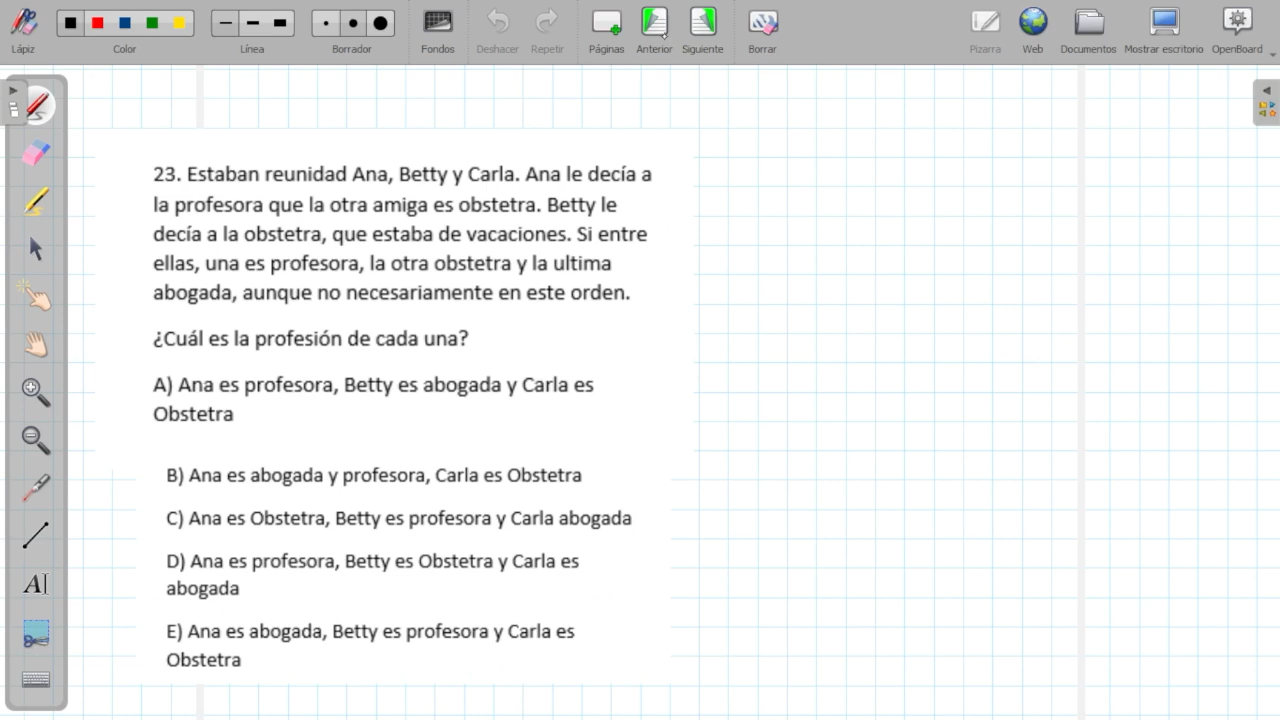 Lápiz
Color
Línea
Borrador
Fondos
Deshacer
Repetir
Páginas
Anterior
Siguiente
Borrar
Pizarra
Web
Documentos
Mostrar escritorio
OpenBoard
23. Estaban reunidad Ana, Betty y Carla. Ana le decía a
la profesora que la otra amiga es obstetra. Betty le
decía a la obstetra, que estaba de vacaciones. Si entre
ellas, una es profesora, la otra obstetra y la ultima
abogada, aunque no necesariamente en este orden.
¿Cuál es la profesión de cada una?
A) Ana es profesora, Betty es abogada y Carla es
Obstetra
B) Ana es abogada y profesora, Carla es Obstetra
C) Ana es Obstetra, Betty es profesora y Carla abogada
D) Ana es profesora, Betty es Obstetra y Carla es
abogada
E) Ana es abogada, Betty es profesora y Carla es
Obstetra
AI